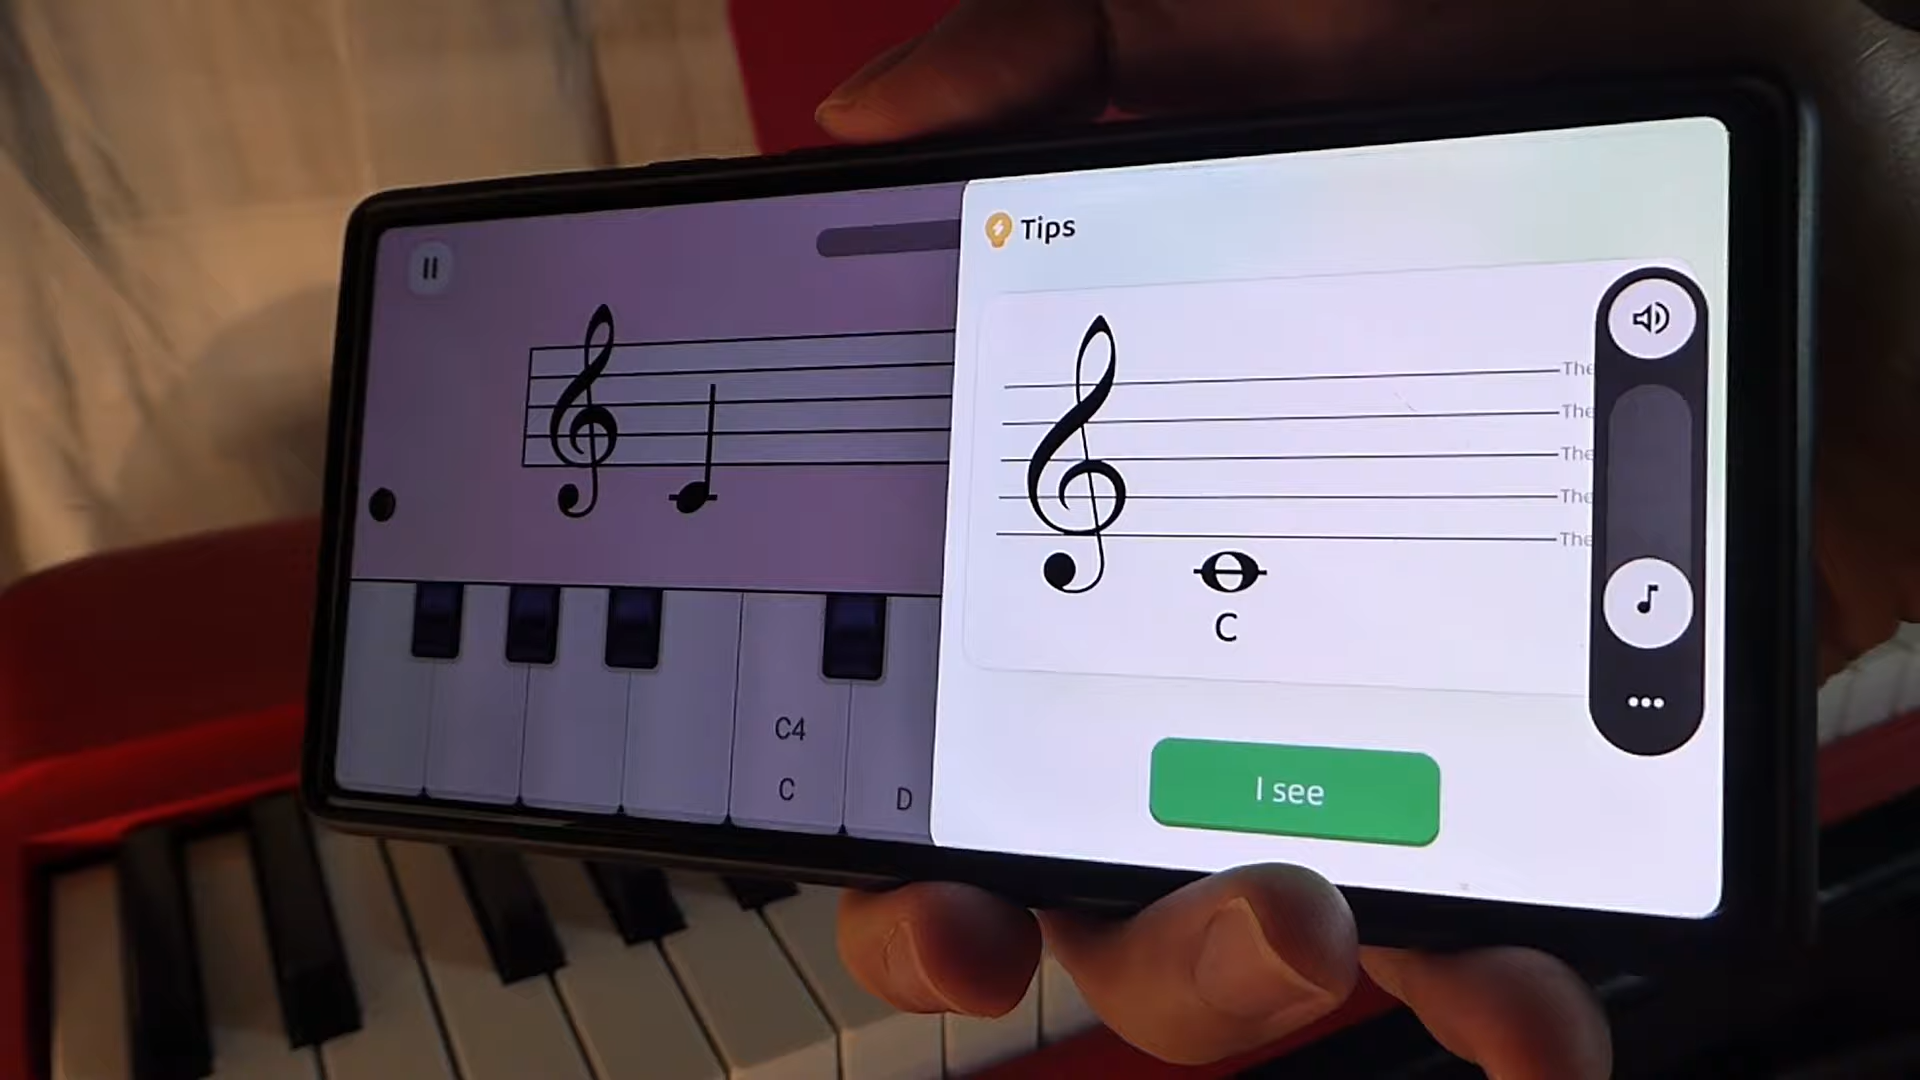 Tips
The
The
The
The
The
C
C4
C D
I see